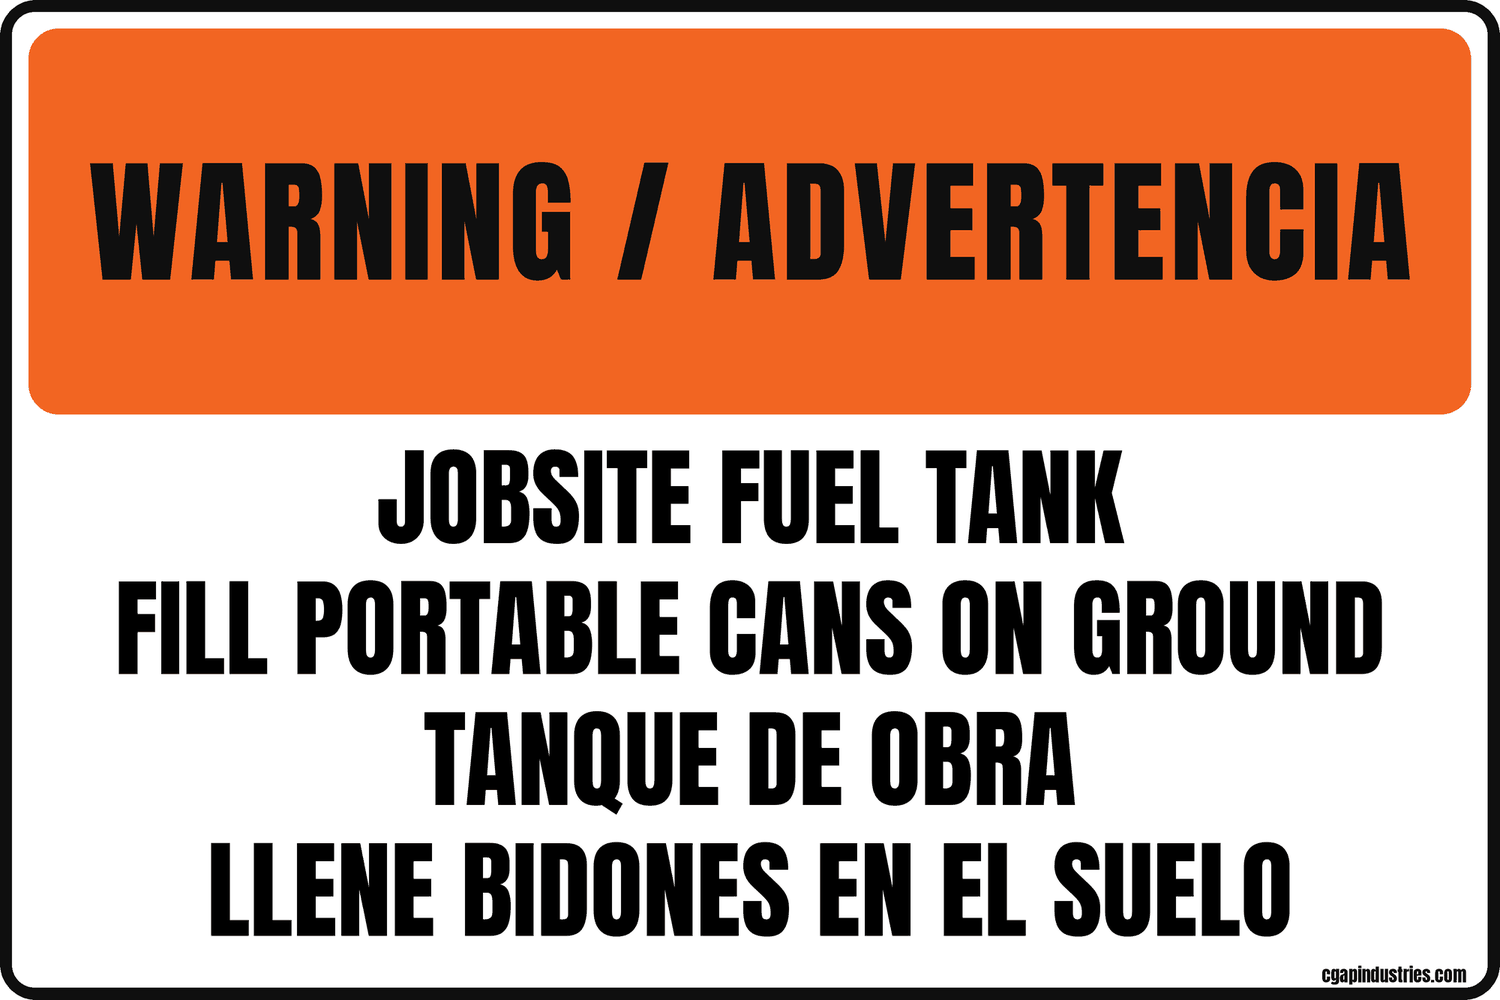 WARNING / ADVERTENCIA
JOBSITE FUEL TANK
FILL PORTABLE CANS ON GROUND
TANQUE DE OBRA
LLENE BIDONES EN EL SUELO
cgapindustries.com